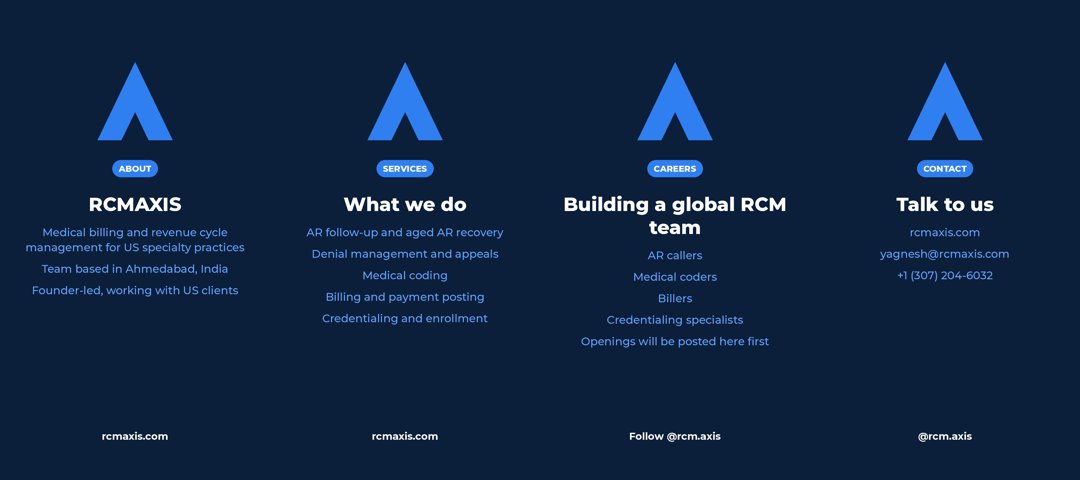 ABOUT
RCMAXIS
Medical billing and revenue cycle
management for US specialty practices
Team based in Ahmedabad, India
Founder-led, working with US clients
rcmaxis.com
SERVICES
What we do
AR follow-up and aged AR recovery
Denial management and appeals
Medical coding
Billing and payment posting
Credentialing and enrollment
rcmaxis.com
CAREERS
Building a global RCM
team
AR callers
Medical coders
Billers
Credentialing specialists
Openings will be posted here first
Follow @rcm.axis
CONTACT
Talk to us
rcmaxis.com
yagnesh@rcmaxis.com
+1 (307) 204-6032
@rcm.axis